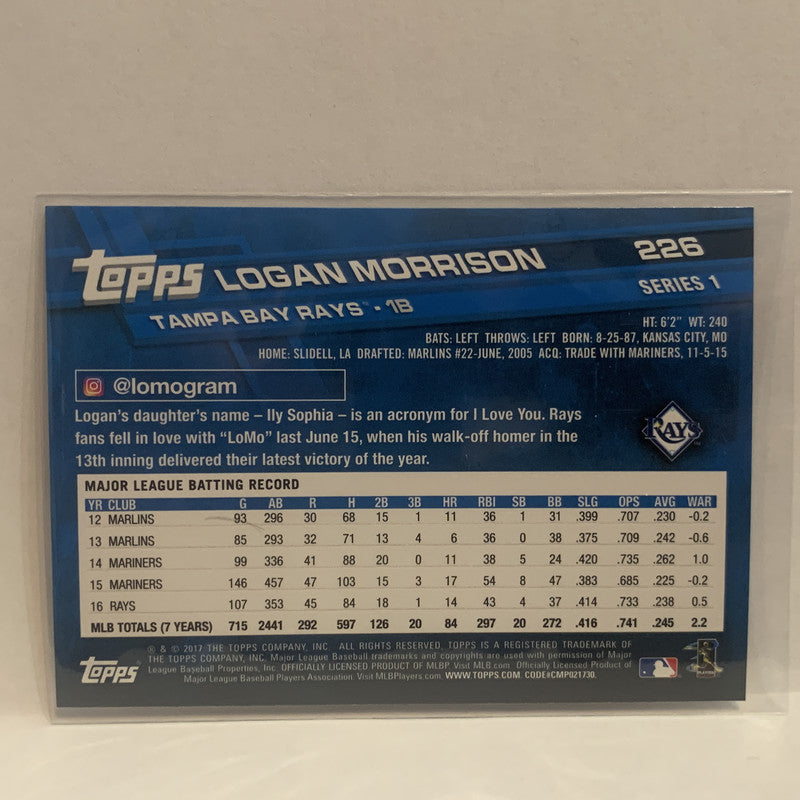 topps LOGAN MORRISON 226
TAMPA BAY RAYS™ • 1B SERIES 1
HT: 6'2" WT: 240
BATS: LEFT THROWS: LEFT BORN: 8-25-87, KANSAS CITY, MO
HOME: SLIDELL, LA DRAFTED: MARLINS #22-JUNE, 2005 ACQ: TRADE WITH MARINERS, 11-5-15
@lomogram
Logan's daughter's name – Ily Sophia – is an acronym for I Love You. Rays
fans fell in love with "LoMo" last June 15, when his walk-off homer in the
13th inning delivered their latest victory of the year.
RAYS
MAJOR LEAGUE BATTING RECORD
YR CLUB G AB R H 2B 3B HR RBI SB BB SLG OPS AVG WAR
12 MARLINS 93 296 30 68 15 1 11 36 1 31 .399 .707 .230 -0.2
13 MARLINS 85 293 32 71 13 4 6 36 0 38 .375 .709 .242 -0.6
14 MARINERS 99 336 41 88 20 0 11 38 5 24 .420 .735 .262 1.0
15 MARINERS 146 457 47 103 15 3 17 54 8 47 .383 .685 .225 -0.2
16 RAYS 107 353 45 84 18 1 14 43 4 37 .414 .733 .238 0.5
MLB TOTALS (7 YEARS) 715 2441 292 597 126 20 84 297 20 272 .416 .741 .245 2.2
® & © 2017 THE TOPPS COMPANY, INC. ALL RIGHTS RESERVED. TOPPS IS A REGISTERED TRADEMARK OF
THE TOPPS COMPANY, INC. Major League Baseball trademarks and copyrights are used with permission of Major
League Baseball Properties, Inc. OFFICIALLY LICENSED PRODUCT OF MLBP Visit MLB.com. Officially Licensed Product of
Major League Baseball Players Association. Visit MLBPlayers.com. WWW.TOPPS.COM. CODE#CMP021730.
topps